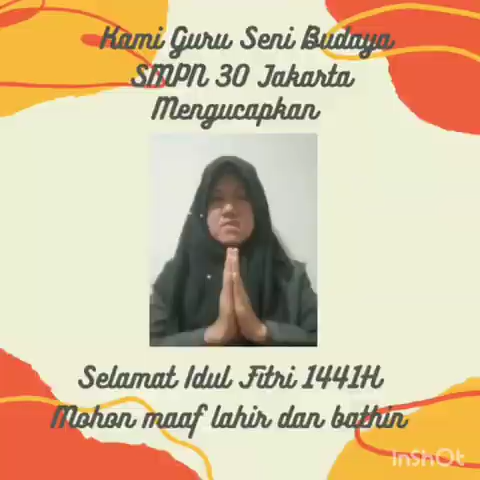 Kami Guru Seni Budaya
SMPN 30 Jakarta
Mengucapkan
Selamat Idul Fitri 1441H
Mohon maaf lahir dan bathin
InShOt